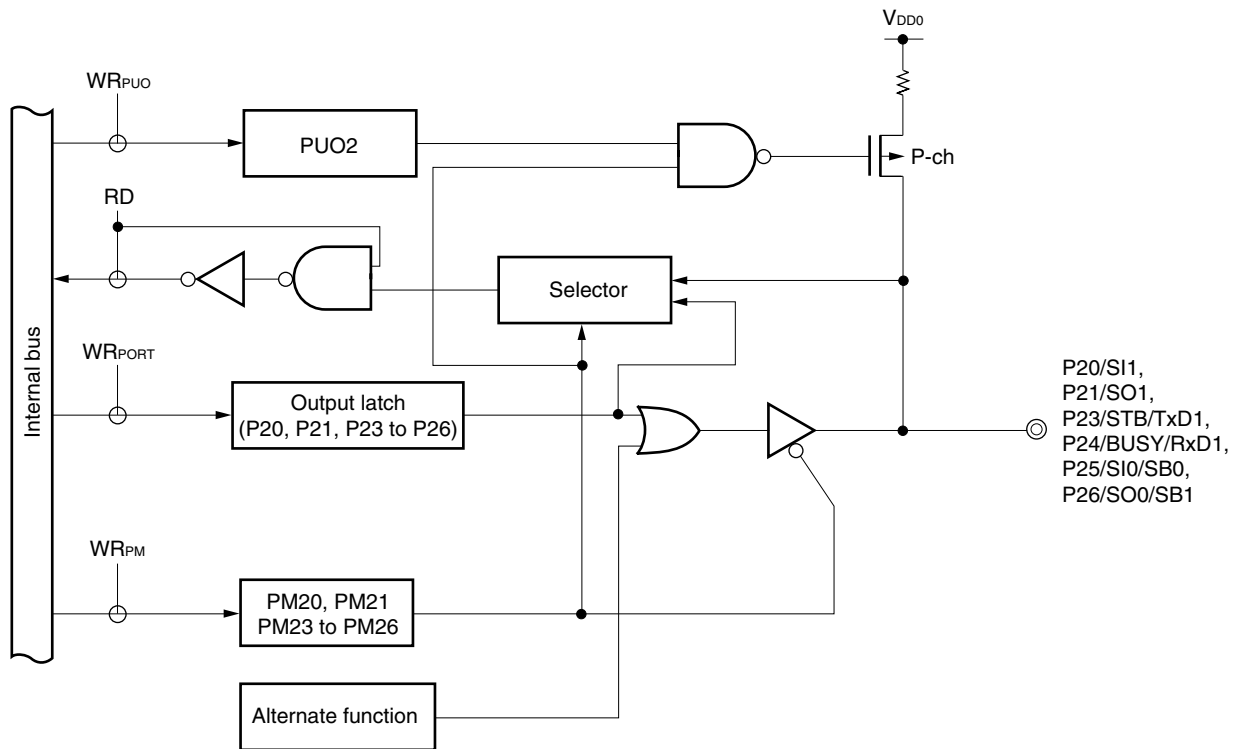 VDD0
WRPUO
PUO2
P-ch
RD
Selector
Internal bus
WRPORT
Output latch
(P20, P21, P23 to P26)
P20/SI1,
P21/SO1,
P23/STB/TxD1,
P24/BUSY/RxD1,
P25/SI0/SB0,
P26/SO0/SB1
WRPM
PM20, PM21
PM23 to PM26
Alternate function